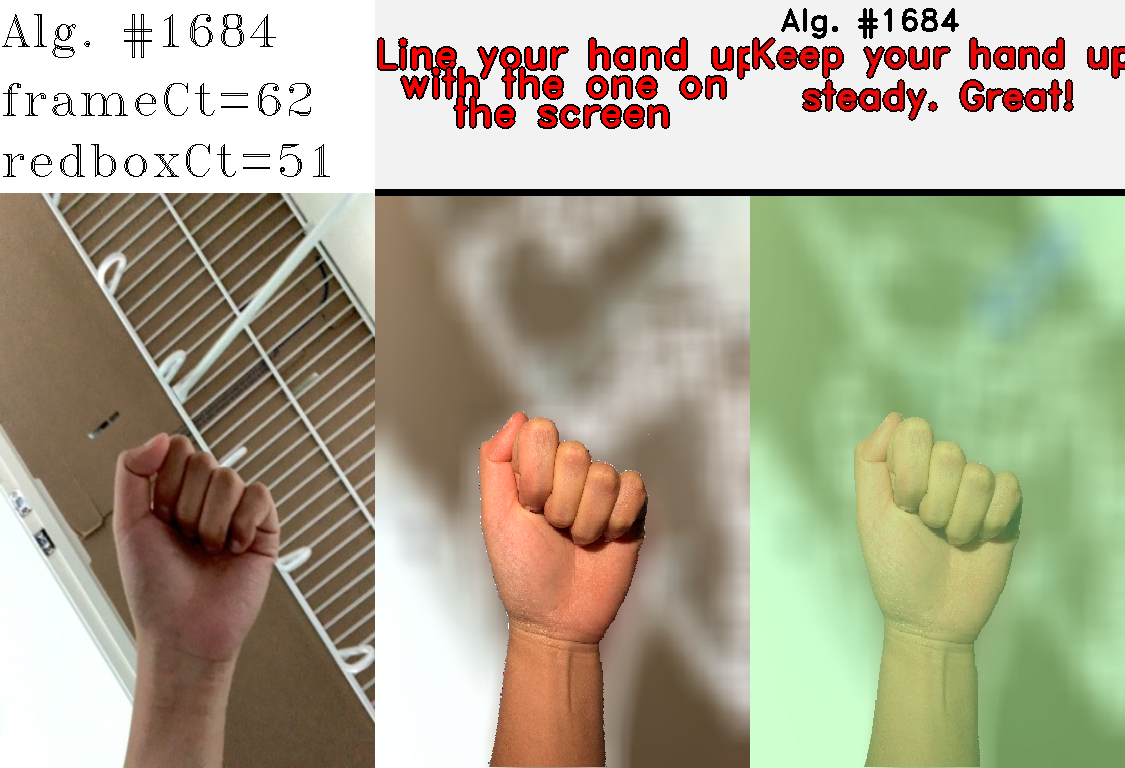 Alg. #1684
frameCt=62
redboxCt=51
Line your hand up
with the one on
the screen
Alg. #1684
Keep your hand up
steady. Great!